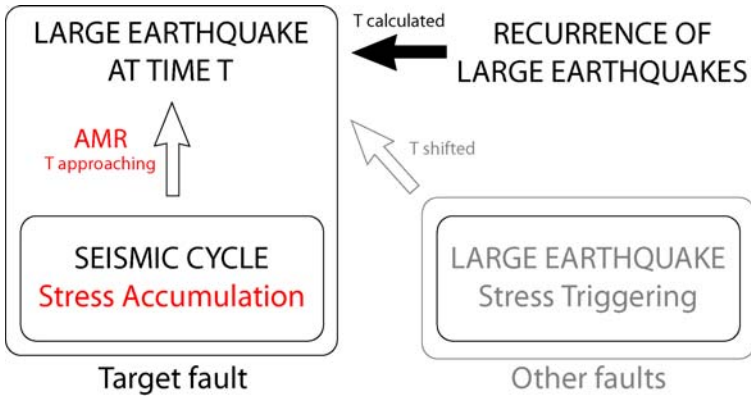 LARGE EARTHQUAKE
AT TIME T
T calculated
RECURRENCE OF
LARGE EARTHQUAKES
AMR
T approaching
T shifted
SEISMIC CYCLE
Stress Accumulation
LARGE EARTHQUAKE
Stress Triggering
Target fault
Other faults